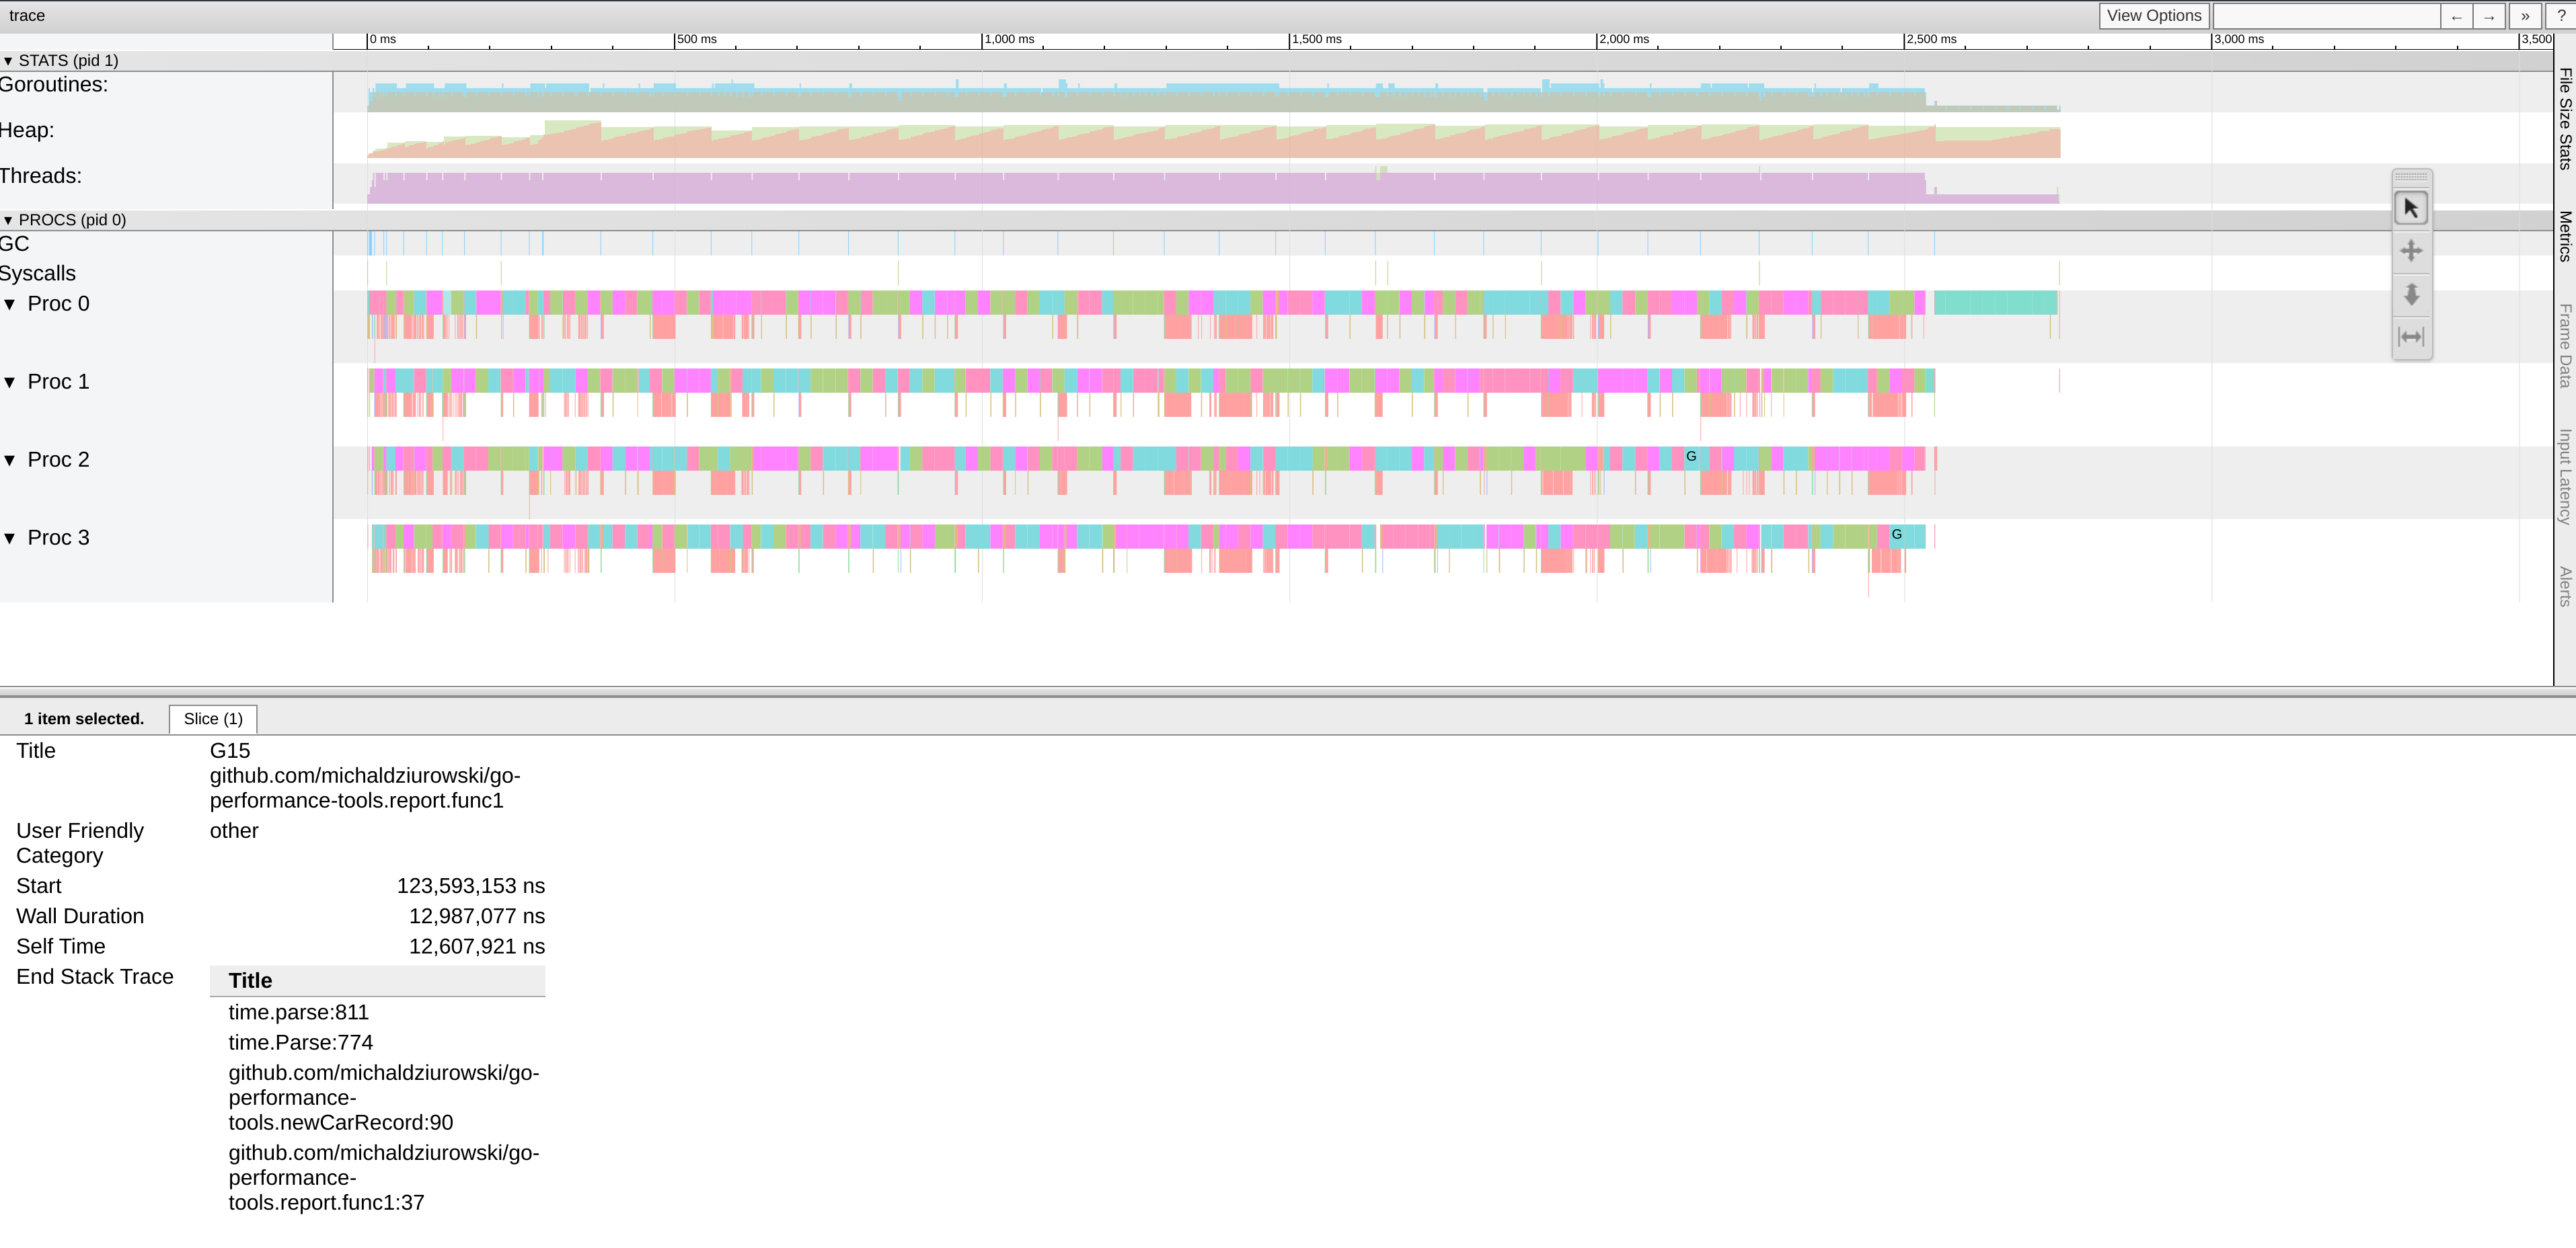 trace
View Options
←
→
»
?
0 ms
500 ms
1,000 ms
1,500 ms
2,000 ms
2,500 ms
3,000 ms
3,500
▼ STATS (pid 1)
Goroutines:
Heap:
Threads:
▼ PROCS (pid 0)
GC
Syscalls
▼ Proc 0
▼ Proc 1
▼ Proc 2
G
▼ Proc 3
G
File Size Stats
Metrics
Frame Data
Input Latency
Alerts
1 item selected.
Slice (1)
Title
G15
github.com/michaldziurowski/go-
performance-tools.report.func1
User Friendly
Category
other
Start
123,593,153 ns
Wall Duration
12,987,077 ns
Self Time
12,607,921 ns
End Stack Trace
Title
time.parse:811
time.Parse:774
github.com/michaldziurowski/go-
performance-
tools.newCarRecord:90
github.com/michaldziurowski/go-
performance-
tools.report.func1:37